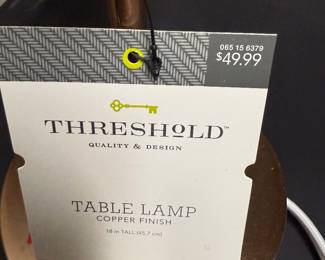 065 15 6379
$49.99
THRESHOLD™
QUALITY & DESIGN
TABLE LAMP
COPPER FINISH
18 in TALL (45.7 cm)